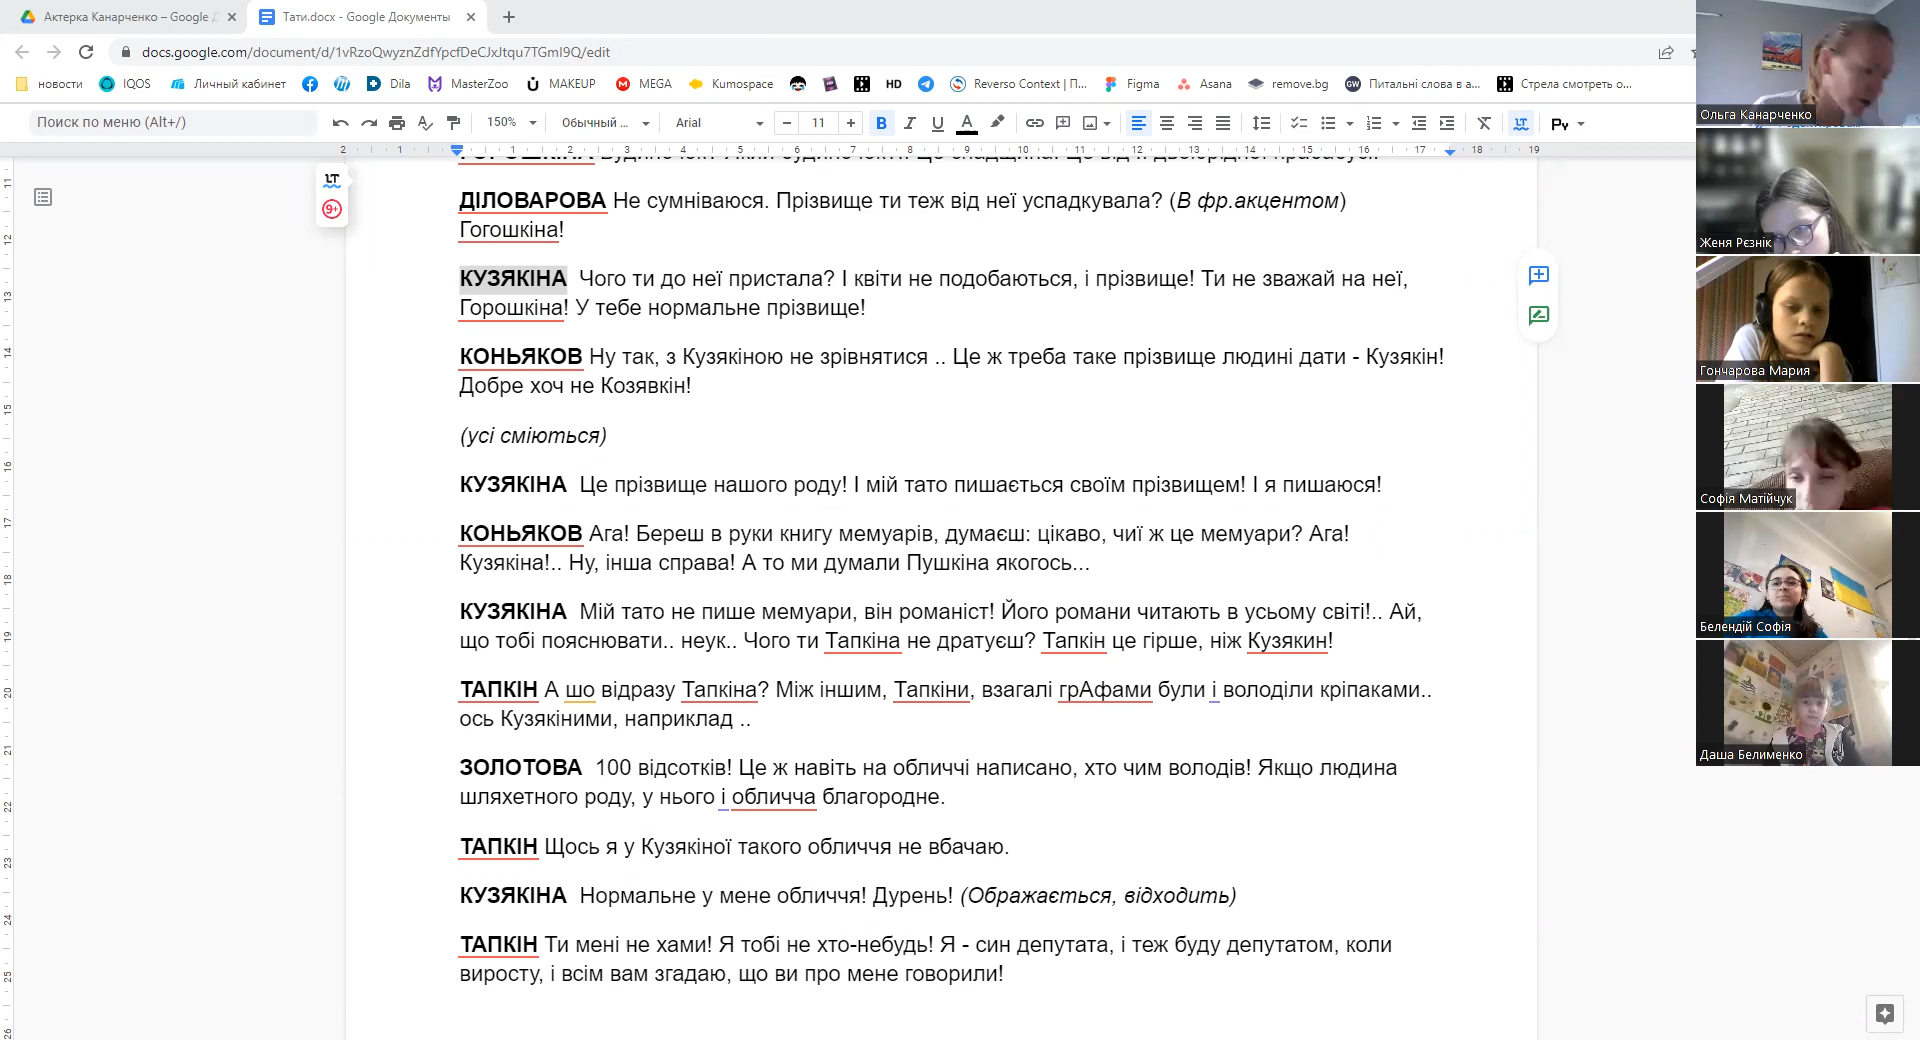 Актерка Канарченко – Google Д
Тати.docx - Google Документы
docs.google.com/document/d/1vRzoQwyznZdfYpcfDeCJxJtqu7TGmI9Q/edit
новости IQOS Личный кабинет Dila MasterZoo MAKEUP MEGA Kumospace HD Reverso Context | П... Figma Asana remove.bg GW Питальні слова в а... Стрела смотреть о...
Поиск по меню (Alt+/) 150% Обычный ... Arial 11 B I U A
ДІЛОВАРОВА Не сумніваюся. Прізвище ти теж від неї успадкувала? (В фр.акцентом)
Гогошкіна!
КУЗЯКІНА Чого ти до неї пристала? І квіти не подобаються, і прізвище! Ти не зважай на неї,
Горошкіна! У тебе нормальне прізвище!
КОНЬЯКОВ Ну так, з Кузякіною не зрівнятися .. Це ж треба таке прізвище людині дати - Кузякін!
Добре хоч не Козявкін!
(усі сміються)
КУЗЯКІНА Це прізвище нашого роду! І мій тато пишається своїм прізвищем! І я пишаюся!
КОНЬЯКОВ Ага! Береш в руки книгу мемуарів, думаєш: цікаво, чиї ж це мемуари? Ага!
Кузякіна!.. Ну, інша справа! А то ми думали Пушкіна якогось...
КУЗЯКІНА Мій тато не пише мемуари, він романіст! Його романи читають в усьому світі!.. Ай,
що тобі пояснювати.. неук.. Чого ти Тапкіна не дратуєш? Тапкін це гірше, ніж Кузякин!
ТАПКІН А шо відразу Тапкіна? Між іншим, Тапкіни, взагалі грАфами були і володіли кріпаками..
ось Кузякіними, наприклад ..
ЗОЛОТОВА 100 відсотків! Це ж навіть на обличчі написано, хто чим володів! Якщо людина
шляхетного роду, у нього і обличча благородне.
ТАПКІН Щось я у Кузякіної такого обличчя не вбачаю.
КУЗЯКІНА Нормальне у мене обличчя! Дурень! (Ображається, відходить)
ТАПКІН Ти мені не хами! Я тобі не хто-небудь! Я - син депутата, і теж буду депутатом, коли
виросту, і всім вам згадаю, що ви про мене говорили!
Ольга Канарченко
Женя Рєзнік
Гончарова Мария
Софія Матійчук
Белендій Софія
Даша Белименко